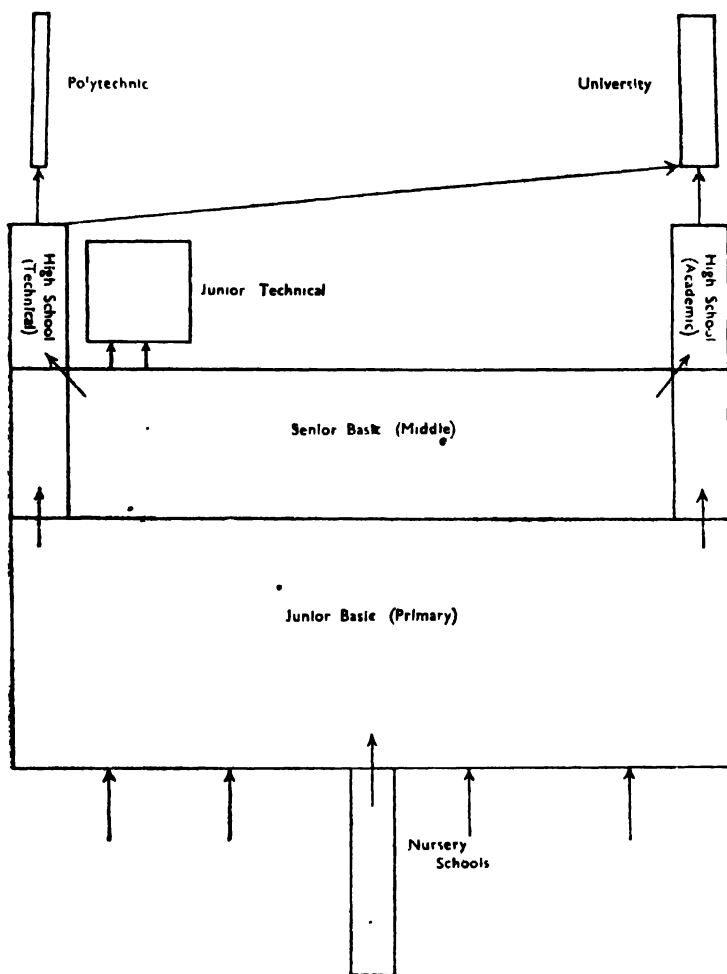 Polytechnic
University
High School
(Technical)
Junior Technical
High School
(Academic)
Senior Basic (Middle)
Junior Basic (Primary)
Nursery
Schools